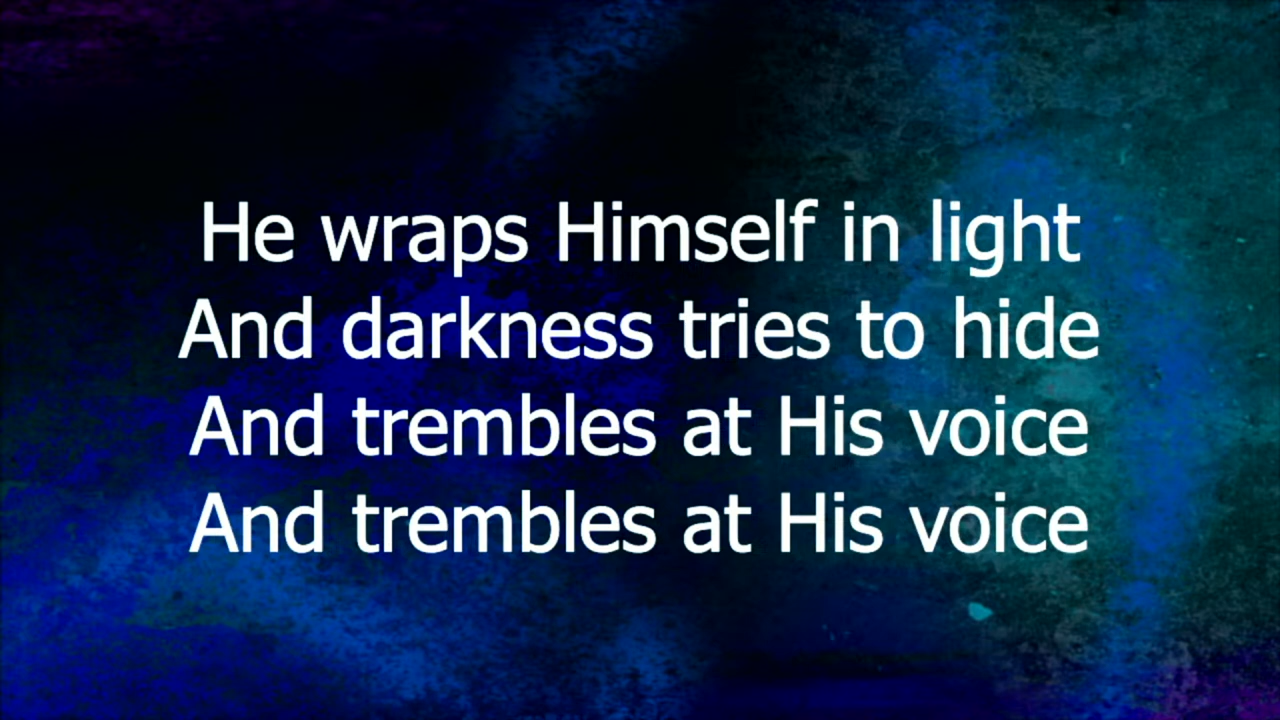 He wraps Himself in light
And darkness tries to hide
And trembles at His voice
And trembles at His voice